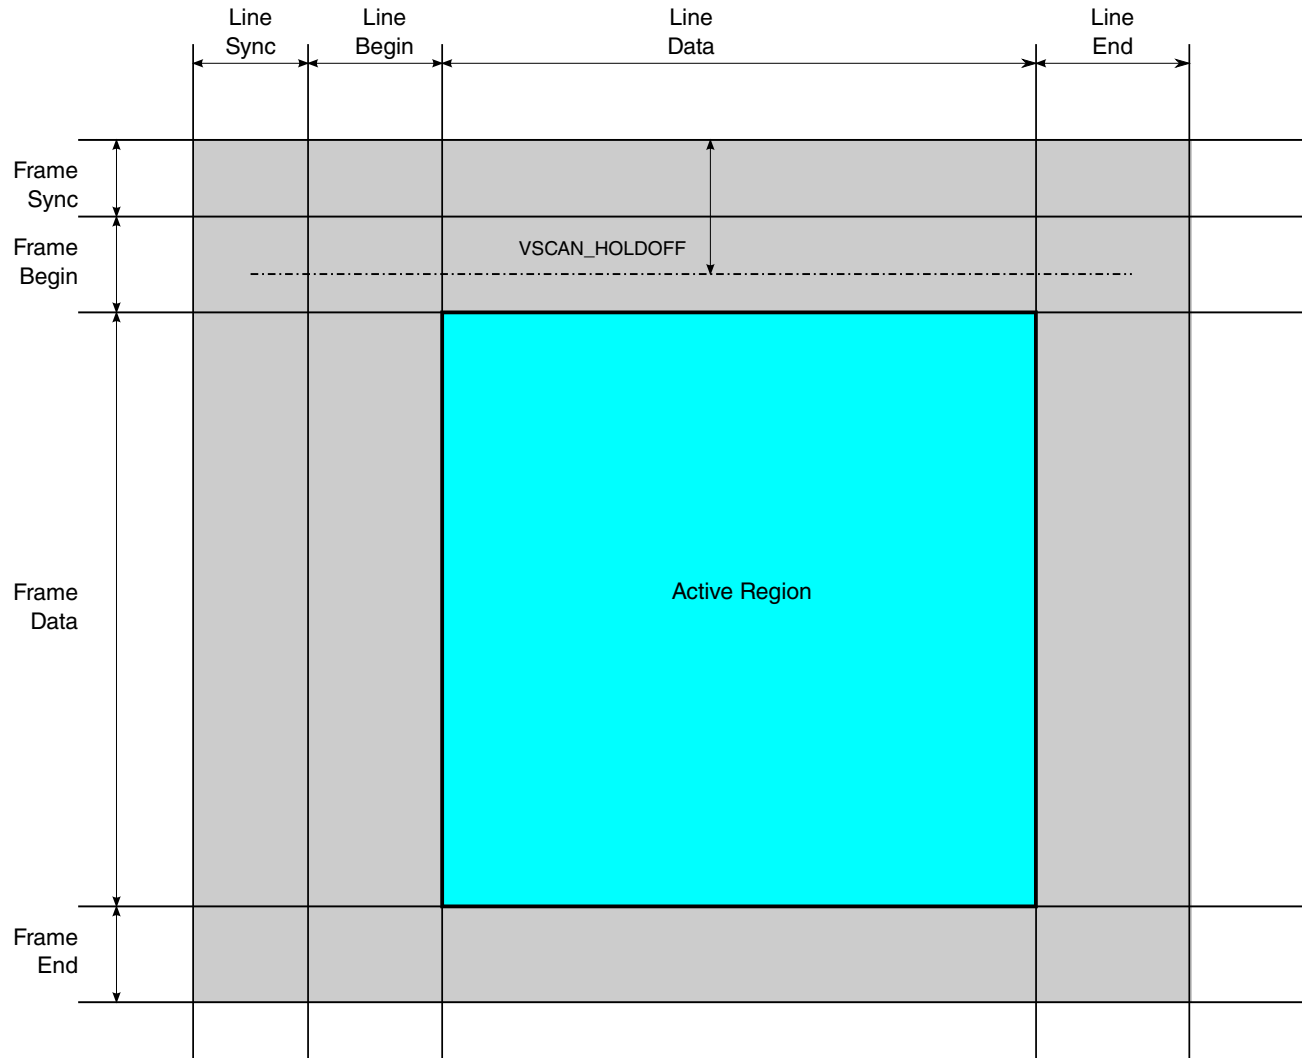 Line
Sync
Line
Begin
Line
Data
Line
End
Frame
Sync
Frame
Begin
VSCAN_HOLDOFF
Frame
Data
Active Region
Frame
End